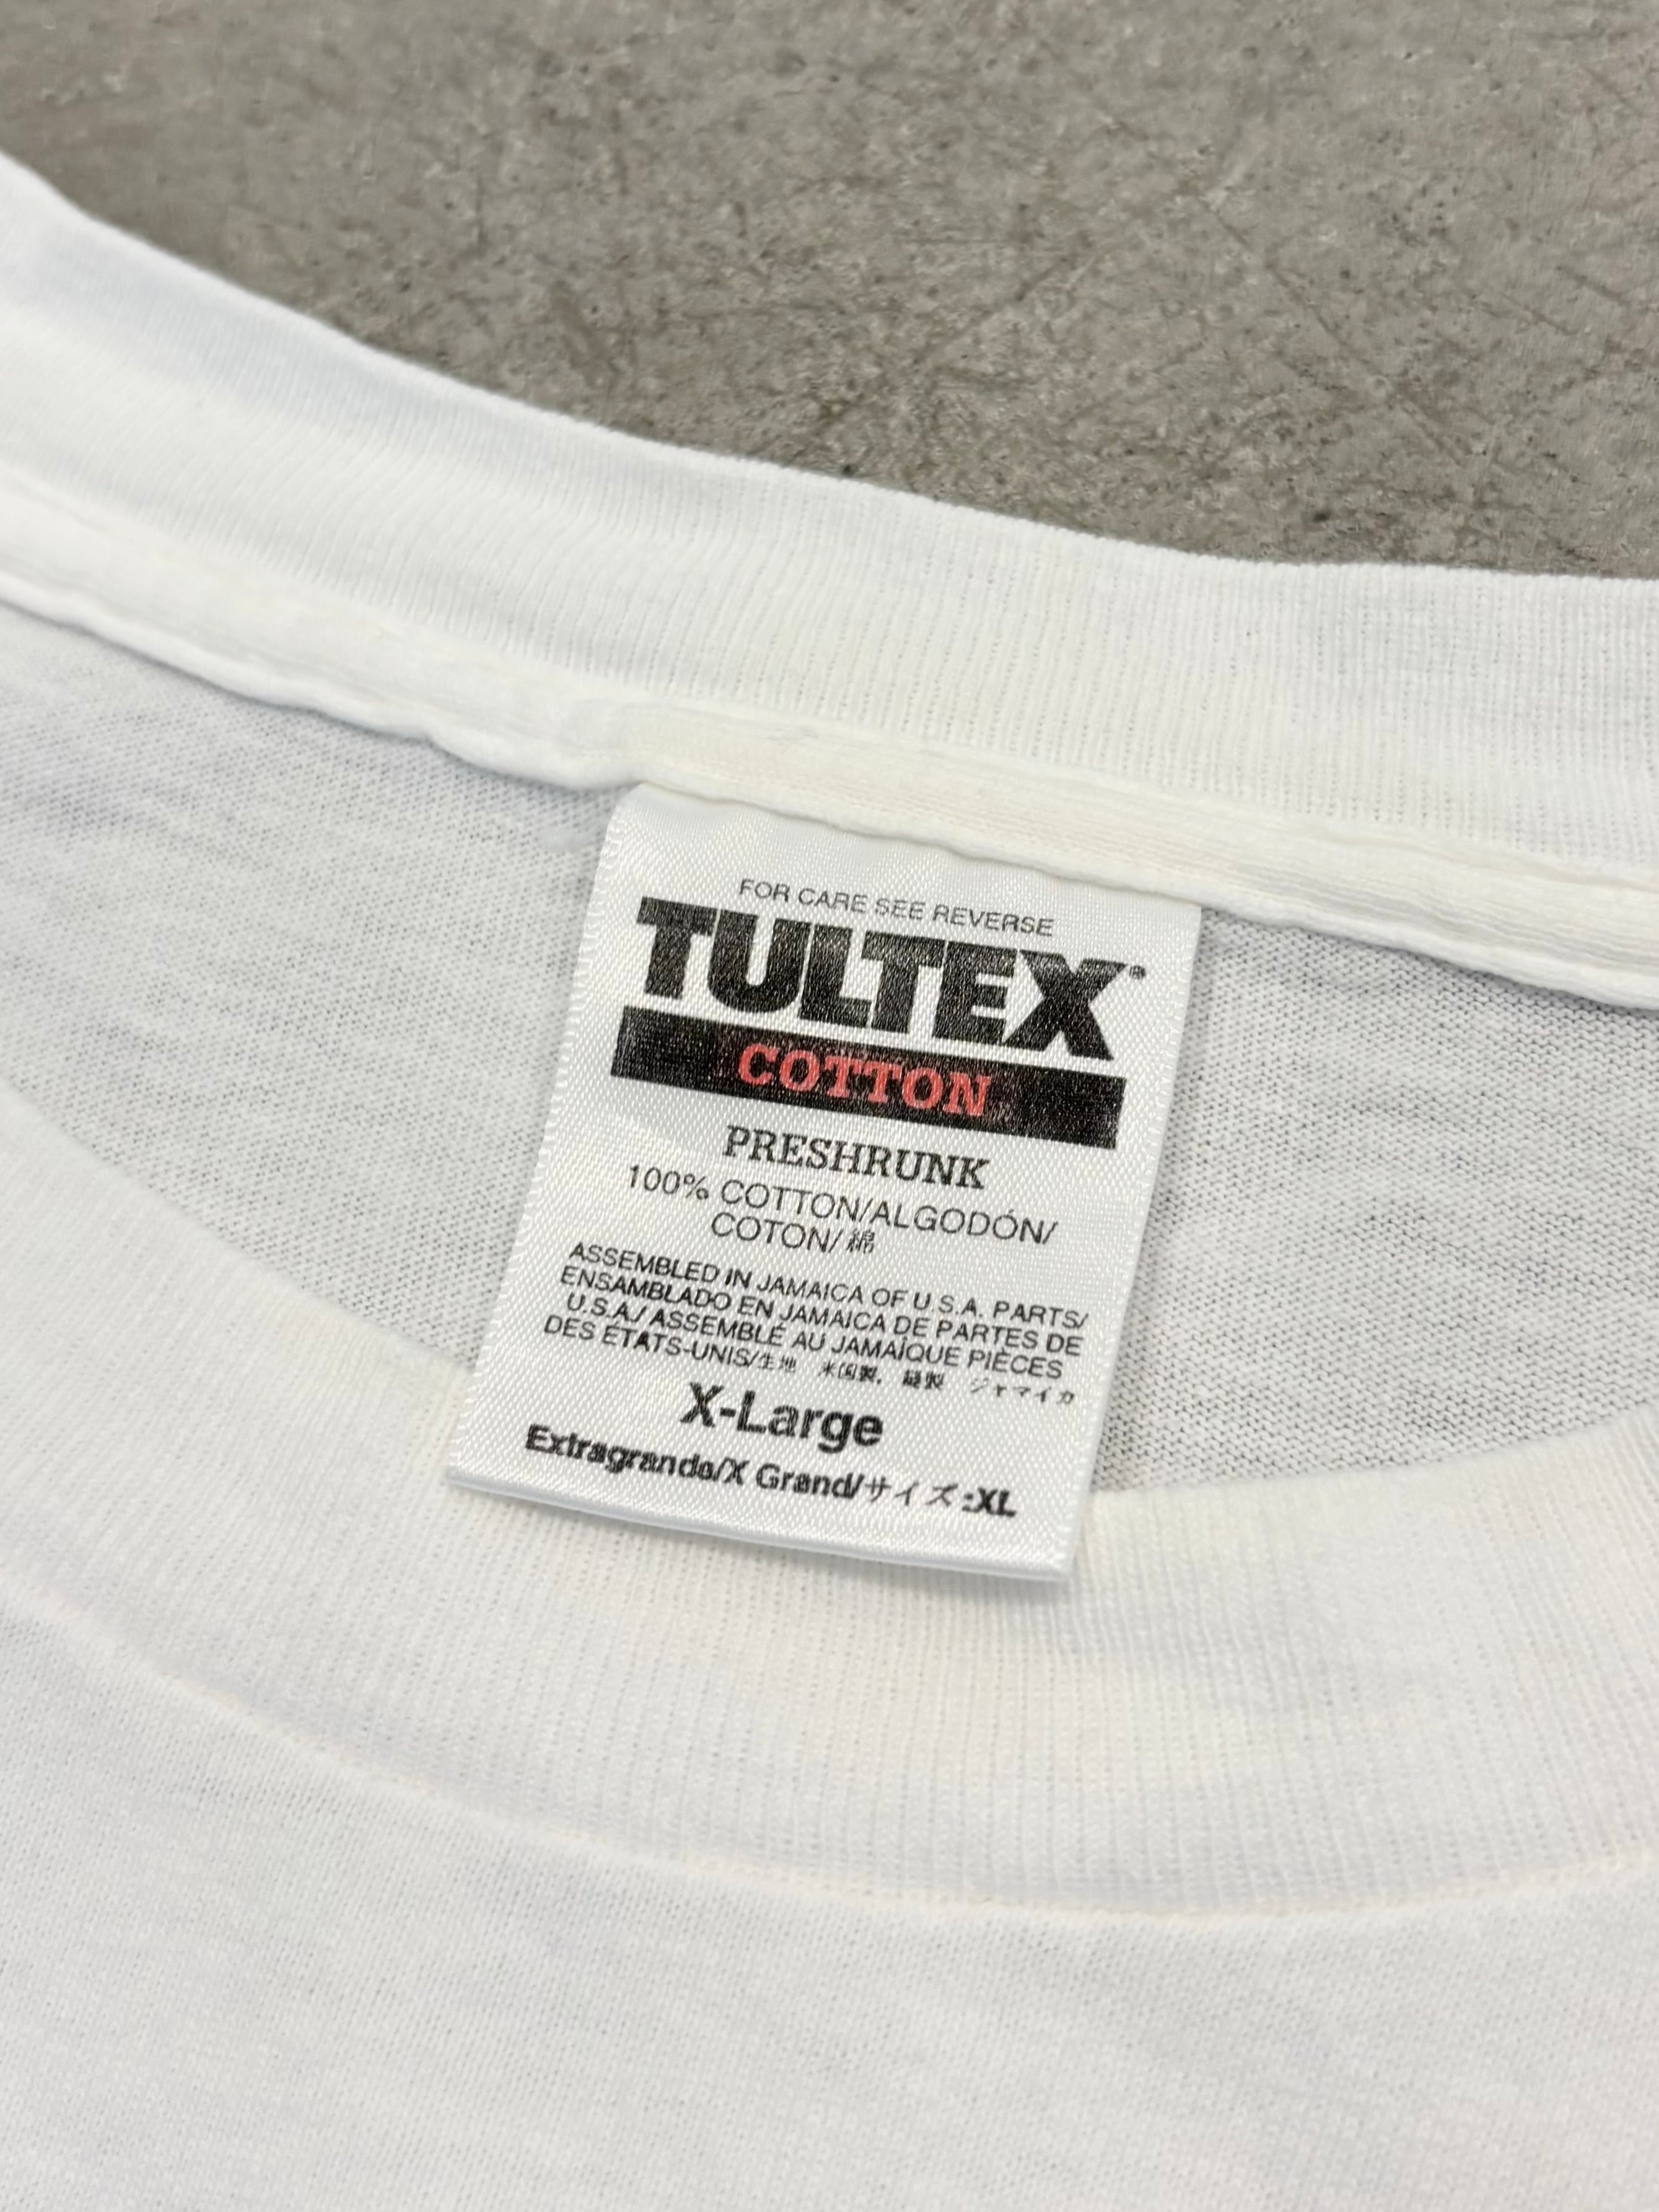 FOR CARE SEE REVERSE
TULTEX®
COTTON
PRESHRUNK
100% COTTON/ALGODÓN/
COTON/綿
ASSEMBLED IN JAMAICA OF U.S.A. PARTS/
ENSAMBLADO EN JAMAICA DE PARTES DE
U.S.A./ ASSEMBLÉ AU JAMAÏQUE PIÈCES
DES ÉTATS-UNIS/生地 米国製, 縫製 ジャマイカ
X-Large
Extragrande/X Grand/サイズ:XL